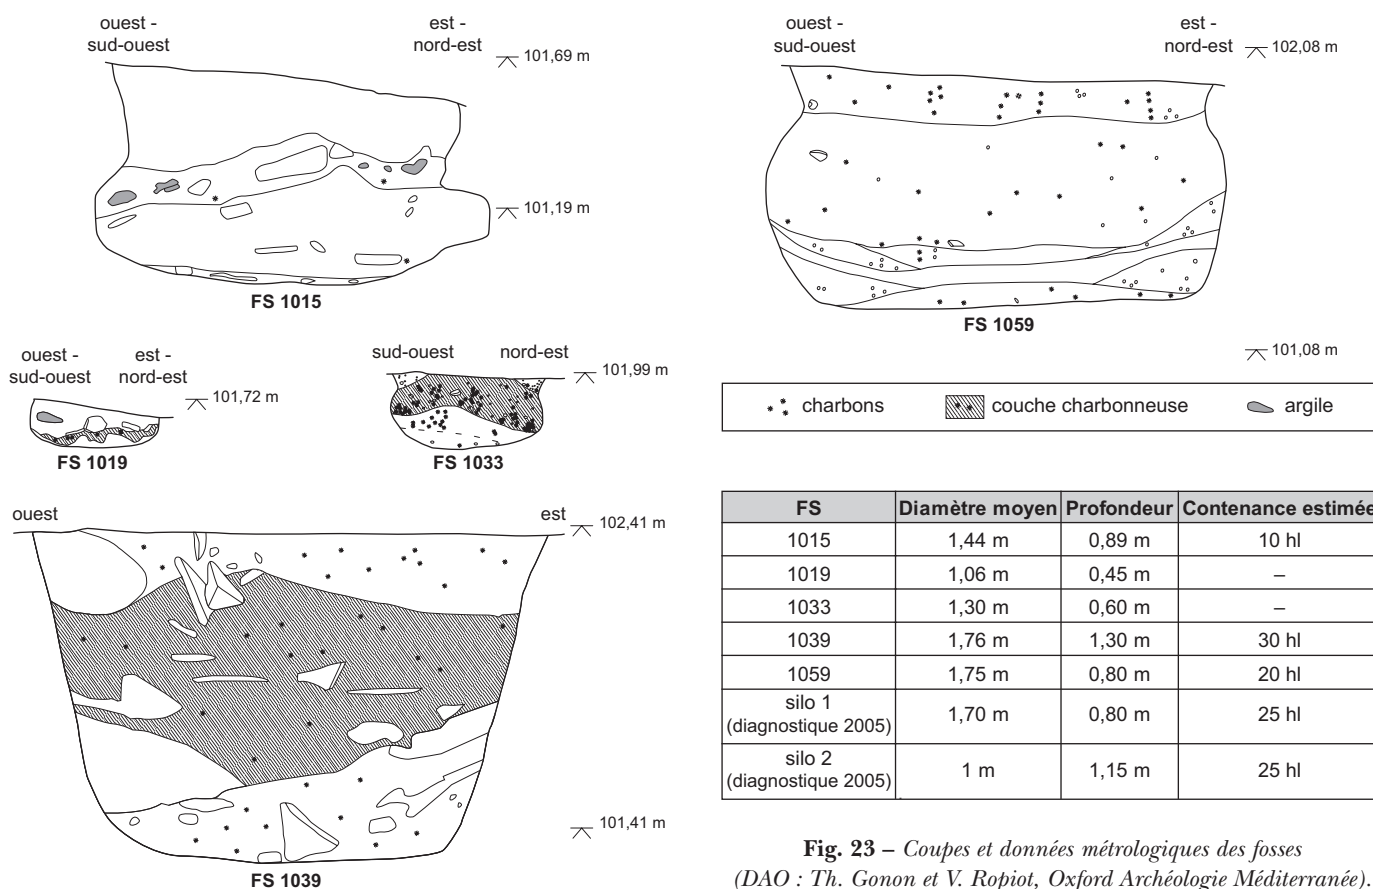 ouest -
sud-ouest
est -
nord-est
101,69 m
101,19 m
FS 1015
ouest -
sud-ouest
est -
nord-est
102,08 m
FS 1059
101,08 m
ouest -
sud-ouest
est -
nord-est
101,72 m
FS 1019
sud-ouest
nord-est
101,99 m
FS 1033
charbons
couche charbonneuse
argile
ouest
est
102,41 m
101,41 m
FS 1039
FS Diamètre moyen Profondeur Contenance estimée
1015 1,44 m 0,89 m 10 hl
1019 1,06 m 0,45 m –
1033 1,30 m 0,60 m –
1039 1,76 m 1,30 m 30 hl
1059 1,75 m 0,80 m 20 hl
silo 1
(diagnostique 2005) 1,70 m 0,80 m 25 hl
silo 2
(diagnostique 2005) 1 m 1,15 m 25 hl
Fig. 23 – Coupes et données métrologiques des fosses
(DAO : Th. Gonon et V. Ropiot, Oxford Archéologie Méditerranée).